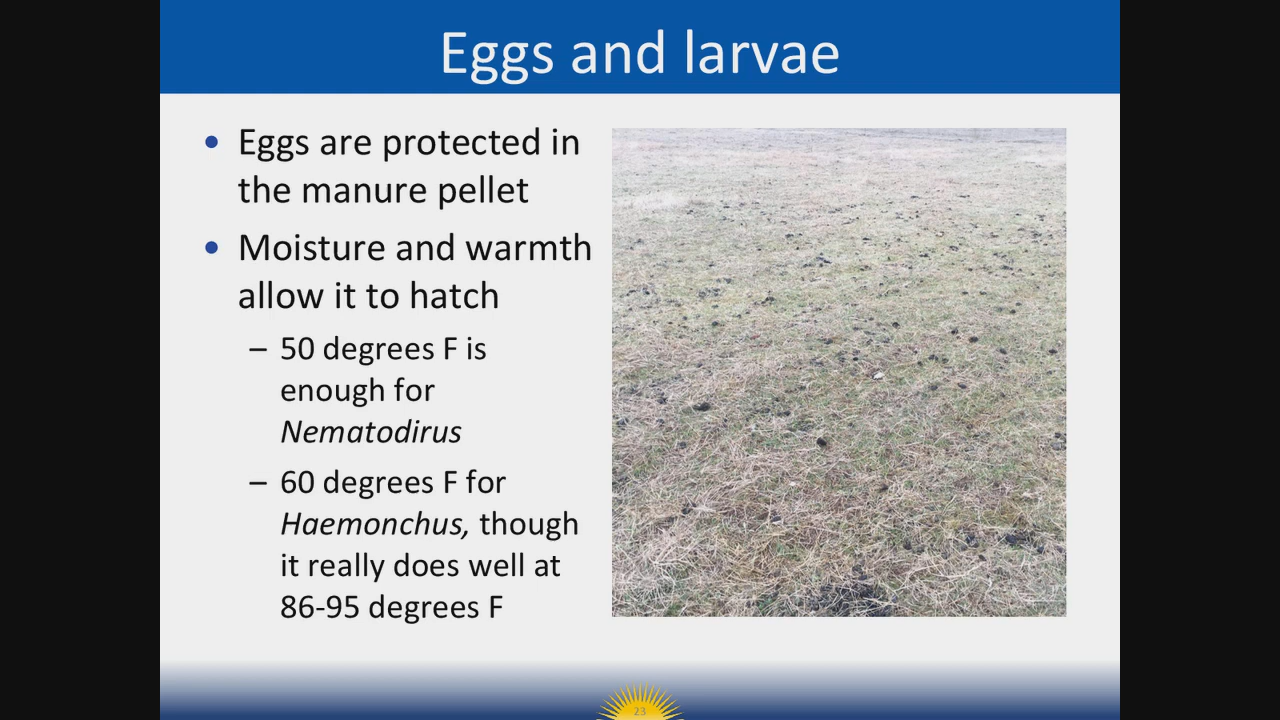 Eggs and larvae
• Eggs are protected in
the manure pellet
• Moisture and warmth
allow it to hatch
– 50 degrees F is
enough for
Nematodirus
– 60 degrees F for
Haemonchus, though
it really does well at
86-95 degrees F
23